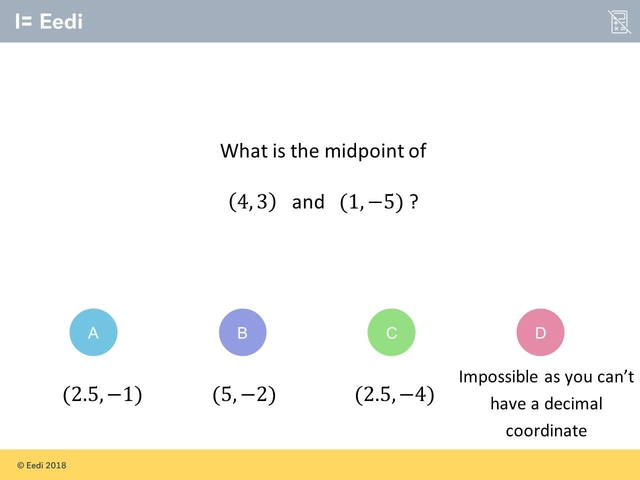 Eedi
What is the midpoint of
(4, 3) and (1, −5) ?
A
B
C
D
(2.5, −1)
(5, −2)
(2.5, −4)
Impossible as you can't
have a decimal
coordinate
© Eedi 2018